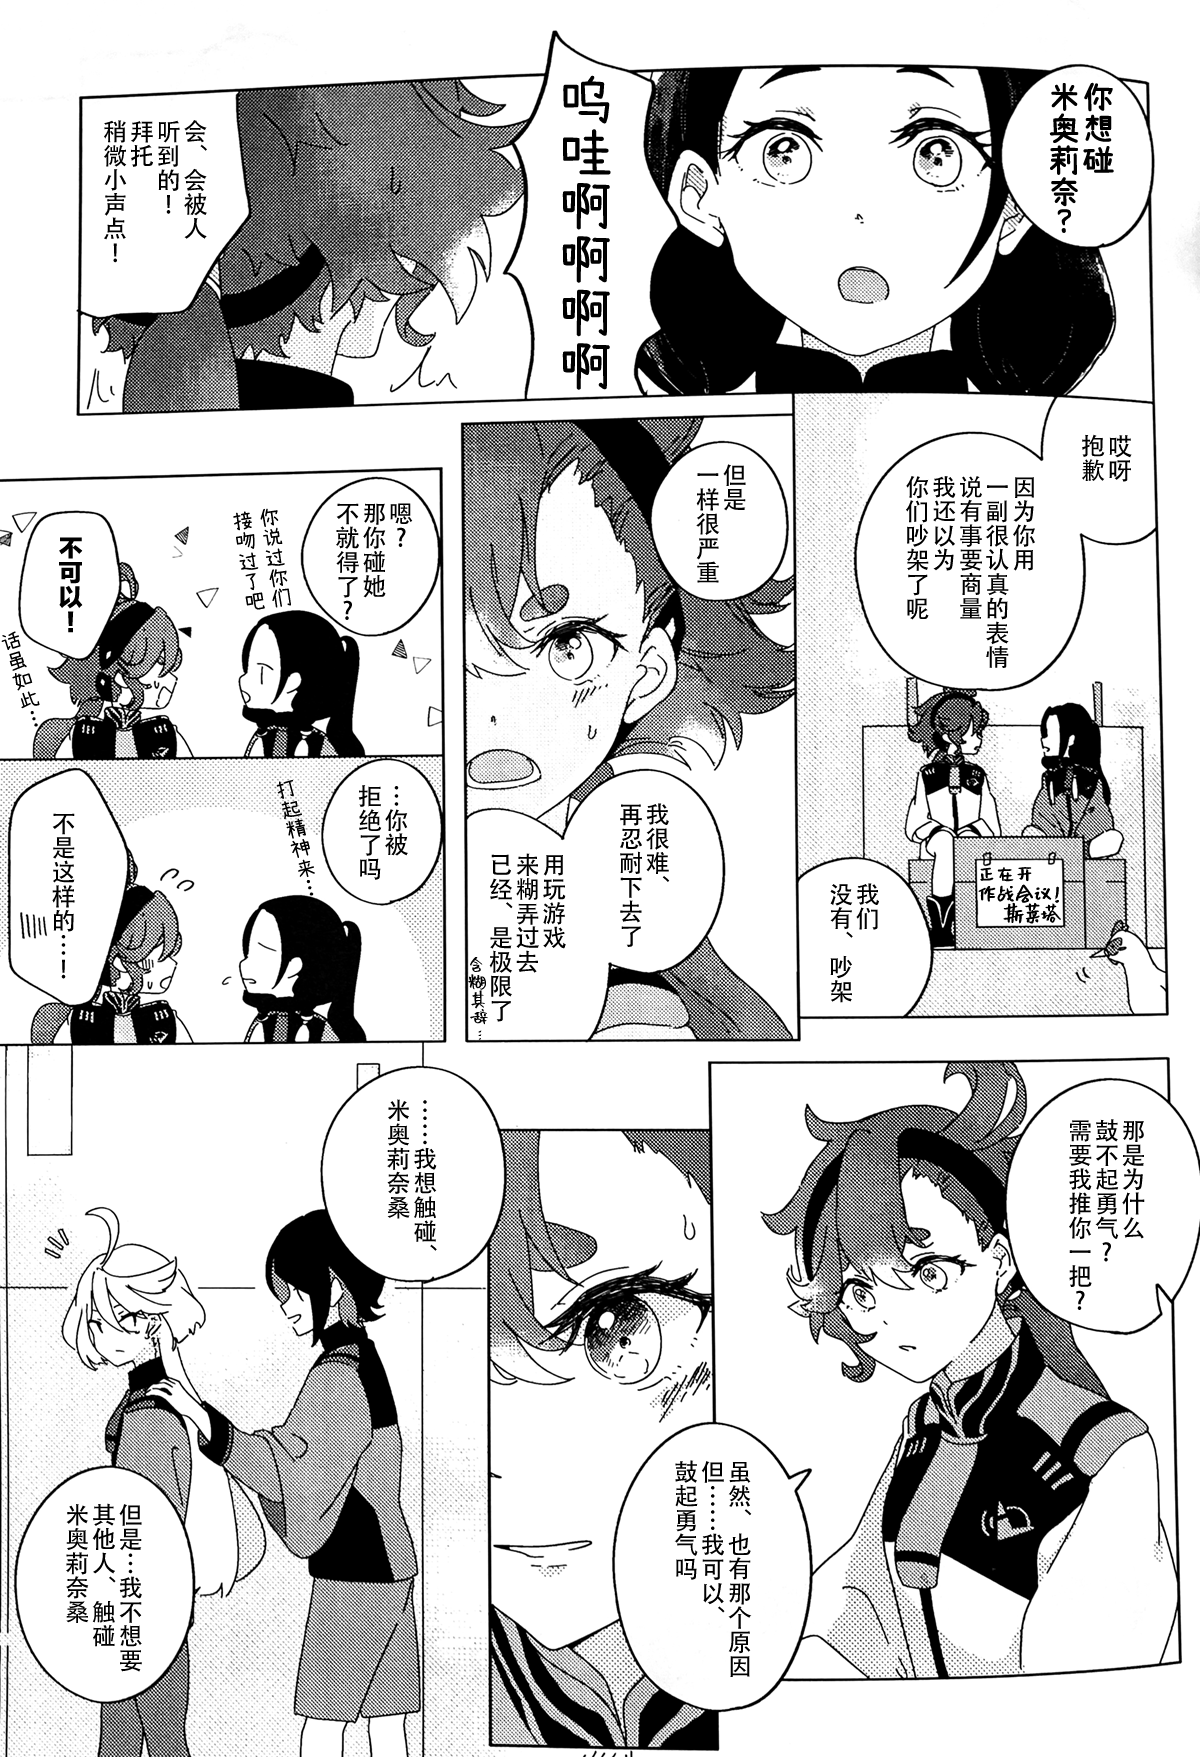 你想碰
米奥莉奈？
呜哇啊啊啊啊
会、会被人
听到的！
拜托
稍微小声点！
哎呀
抱歉
因为你用
一副很认真的表情
说有事要商量
我还以为
你们吵架了呢
正在开
作战会议！
斯莱塔
我们
没有、吵架
但是
一样很严重
我很难、
再忍耐下去了
用玩游戏
来糊弄过去
已经、是极限了
含糊其辞…
嗯？
那你碰她
不就得了？
你说过你们
接吻过了吧
不可以！
话虽如此…
…你被
拒绝了吗
打起精神来…
不是这样的……！
那是为什么
鼓不起勇气？
需要我推你一把？
虽然、也有那个原因
但……我可以、
鼓起勇气吗
……我想触碰、
米奥莉奈桑
但是…我不想要
其他人、触碰
米奥莉奈桑